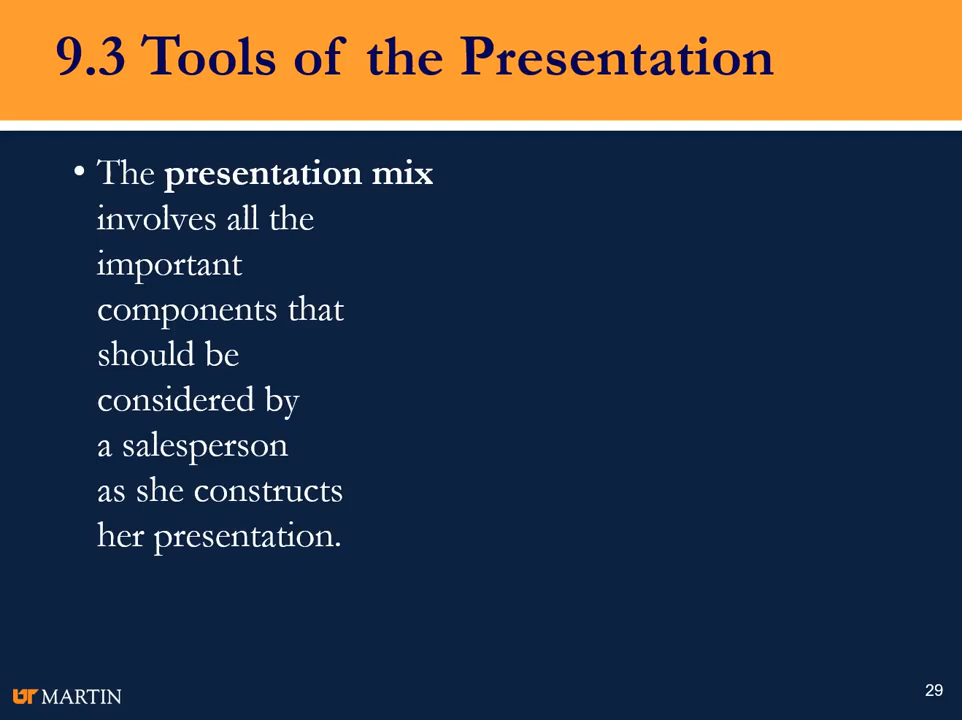 9.3 Tools of the Presentation
• The presentation mix
involves all the
important
components that
should be
considered by
a salesperson
as she constructs
her presentation.
UT MARTIN
29